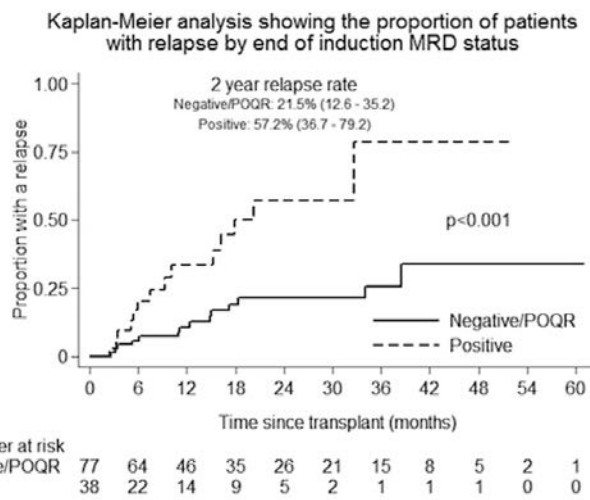 Kaplan-Meier analysis showing the proportion of patients
with relapse by end of induction MRD status
2 year relapse rate
Negative/POQR: 21.5% (12.6 - 35.2)
Positive: 57.2% (36.7 - 79.2)
Proportion with a relapse
1.00
0.75
0.50
0.25
0
p<0.001
Negative/POQR
Positive
0 6 12 18 24 30 36 42 48 54 60
Time since transplant (months)
er at risk
e/POQR 77 64 46 35 26 21 15 8 5 2 1
38 22 14 9 5 2 1 1 1 0 0